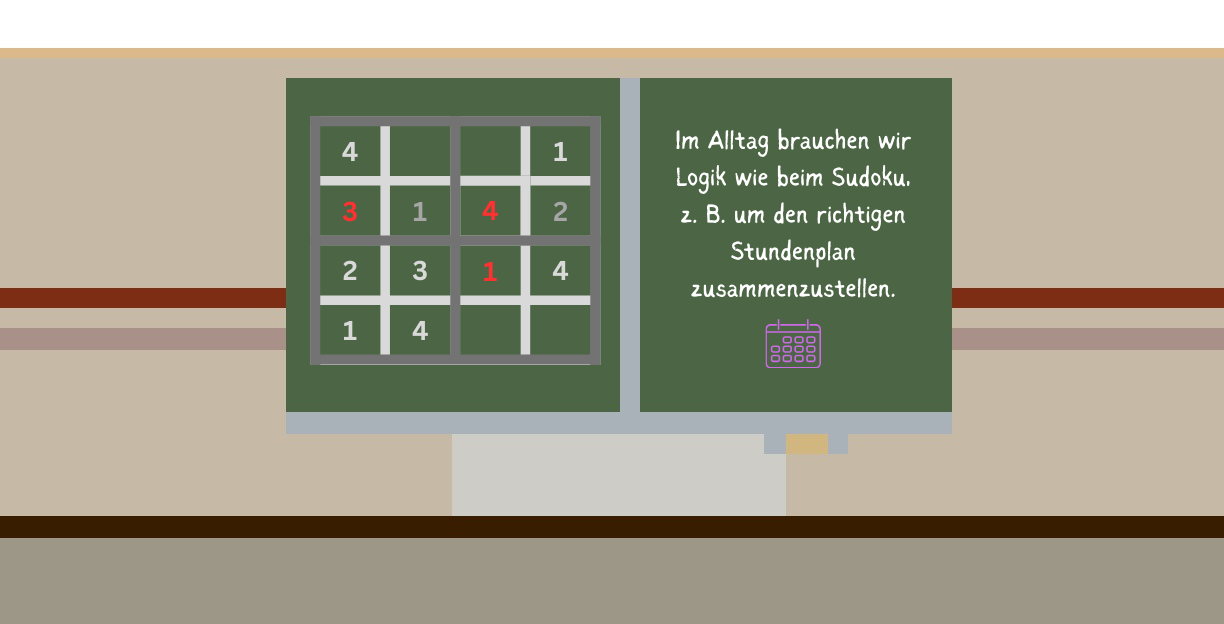 4 1
3 1 4 2
2 3 1 4
1 4
Im Alltag brauchen wir
Logik wie beim Sudoku,
z. B. um den richtigen
Stundenplan
zusammenzustellen.